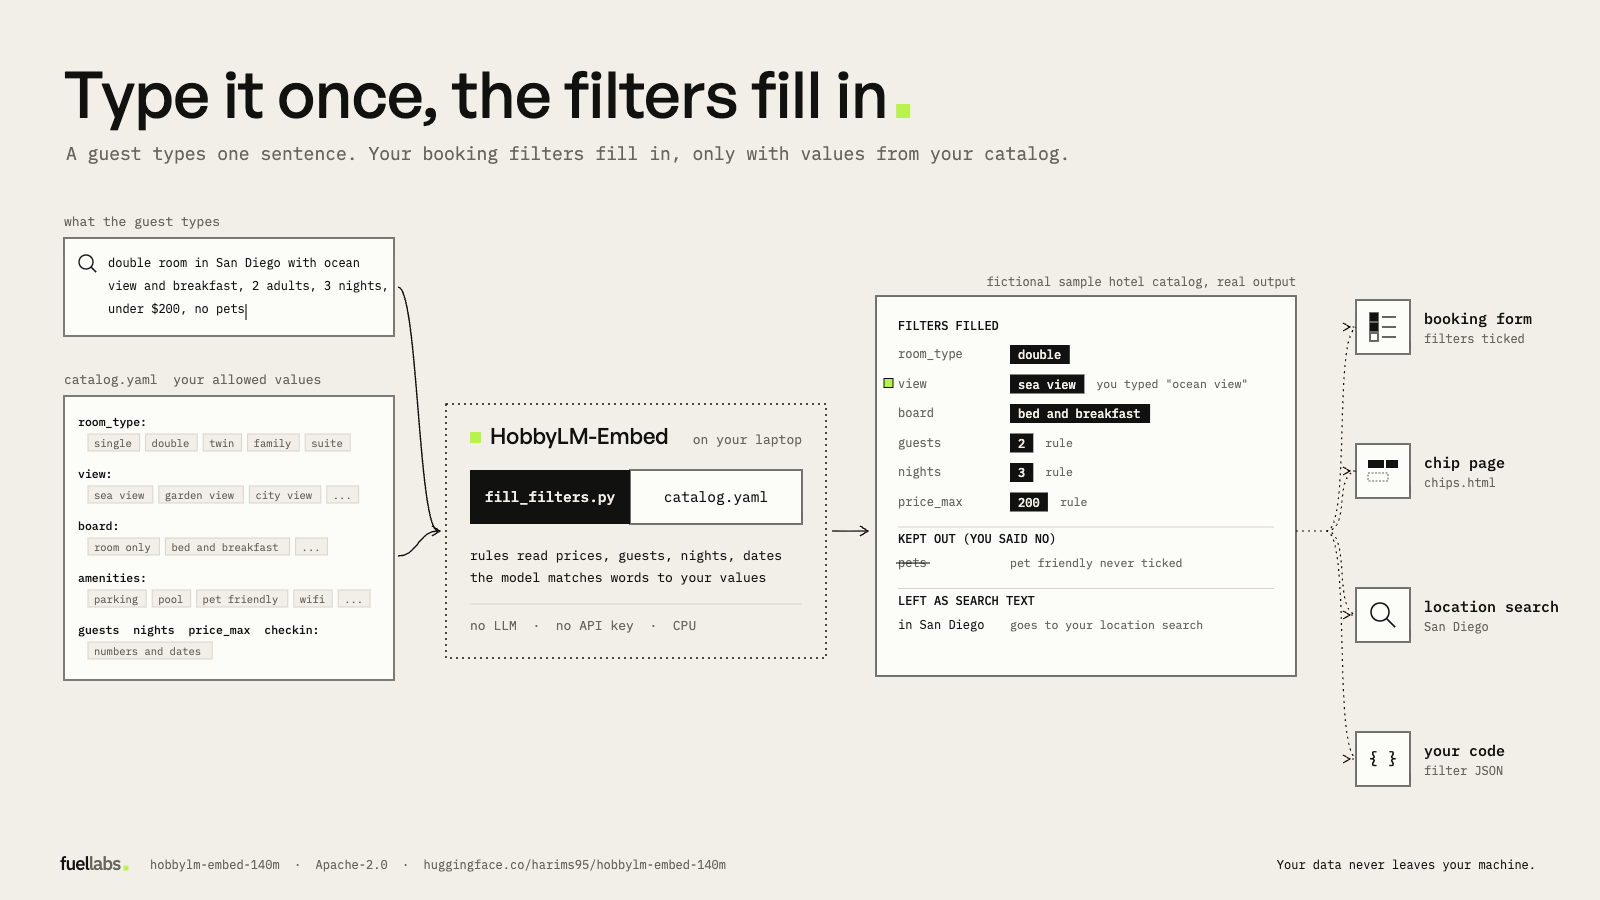 Type it once, the filters fill in.
A guest types one sentence. Your booking filters fill in, only with values from your catalog.
what the guest types
double room in San Diego with ocean
view and breakfast, 2 adults, 3 nights,
under $200, no pets
catalog.yaml  your allowed values
room_type:
single double twin family suite
view:
sea view garden view city view ...
board:
room only bed and breakfast ...
amenities:
parking pool pet friendly wifi ...
guests nights price_max checkin:
numbers and dates
HobbyLM-Embed on your laptop
fill_filters.py catalog.yaml
rules read prices, guests, nights, dates
the model matches words to your values
no LLM · no API key · CPU
fictional sample hotel catalog, real output
FILTERS FILLED
room_type double
view sea view you typed "ocean view"
board bed and breakfast
guests 2 rule
nights 3 rule
price_max 200 rule
KEPT OUT (YOU SAID NO)
pets pet friendly never ticked
LEFT AS SEARCH TEXT
in San Diego goes to your location search
booking form
filters ticked
chip page
chips.html
location search
San Diego
{ }
your code
filter JSON
fuellabs. hobbylm-embed-140m · Apache-2.0 · huggingface.co/harims95/hobbylm-embed-140m
Your data never leaves your machine.